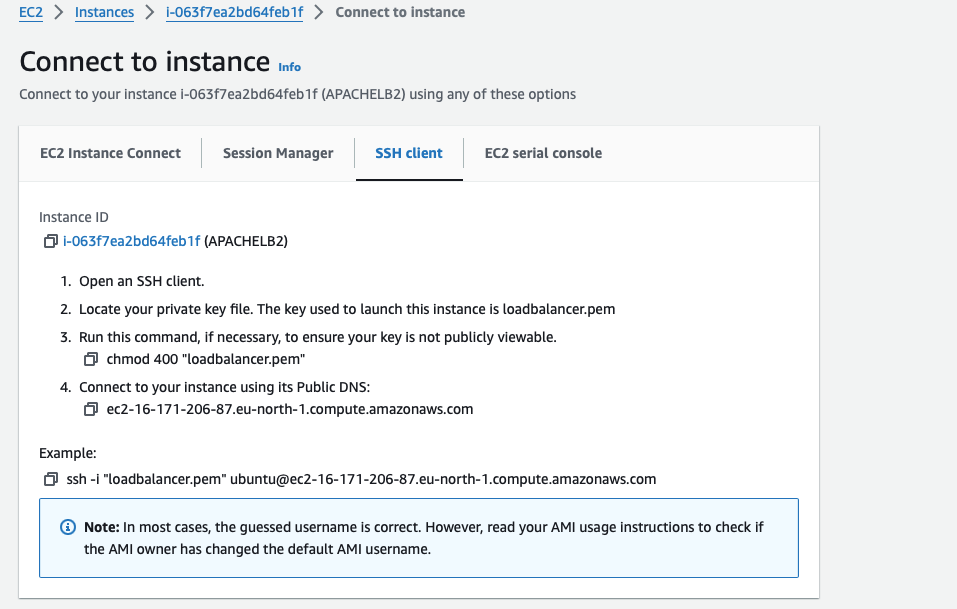 EC2 > Instances > i-063f7ea2bd64feb1f > Connect to instance
Connect to instance Info
Connect to your instance i-063f7ea2bd64feb1f (APACHELB2) using any of these options
EC2 Instance Connect Session Manager SSH client EC2 serial console
Instance ID
i-063f7ea2bd64feb1f (APACHELB2)
1. Open an SSH client.
2. Locate your private key file. The key used to launch this instance is loadbalancer.pem
3. Run this command, if necessary, to ensure your key is not publicly viewable.
chmod 400 "loadbalancer.pem"
4. Connect to your instance using its Public DNS:
ec2-16-171-206-87.eu-north-1.compute.amazonaws.com
Example:
ssh -i "loadbalancer.pem" ubuntu@ec2-16-171-206-87.eu-north-1.compute.amazonaws.com
Note: In most cases, the guessed username is correct. However, read your AMI usage instructions to check if
the AMI owner has changed the default AMI username.